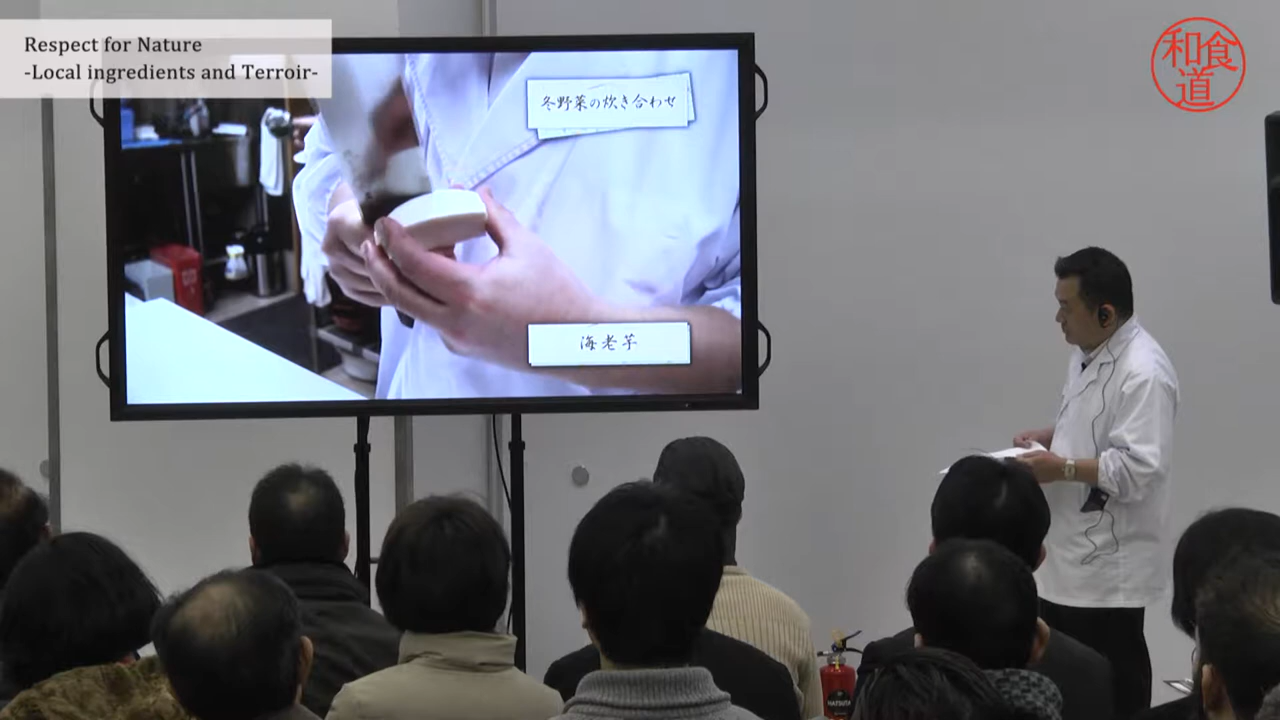 Respect for Nature
-Local ingredients and Terroir-
和食道
冬野菜の炊き合わせ
海老芋
HATSUTA